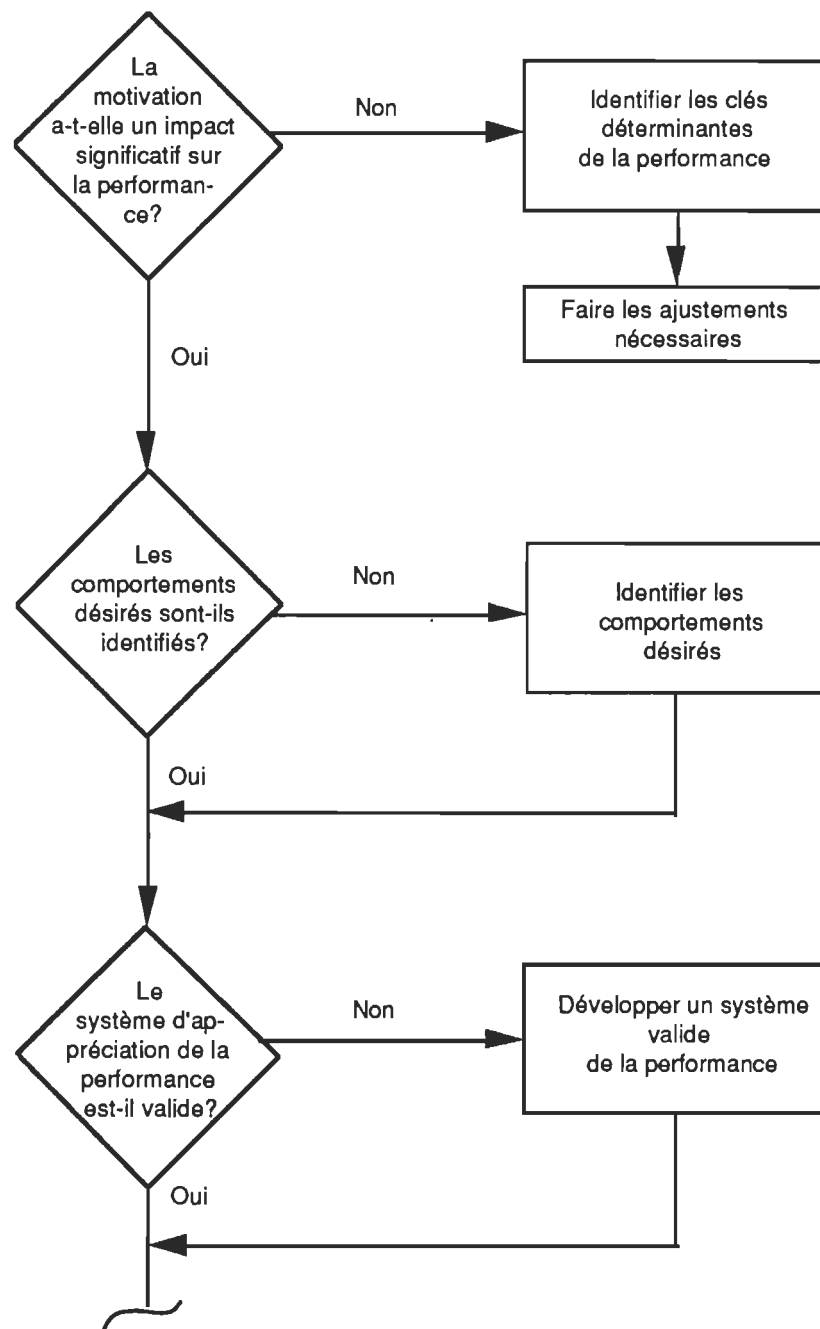 La
motivation
a-t-elle un impact
significatif sur
la performan-
ce?
Non
Identifier les clés
déterminantes
de la performance
Faire les ajustements
nécessaires
Oui
Les
comportements
désirés sont-ils
identifiés?
Non
Identifier les
comportements
désirés
Oui
Le
système d'ap-
préciation de la
performance
est-il valide?
Non
Développer un système
valide
de la performance
Oui